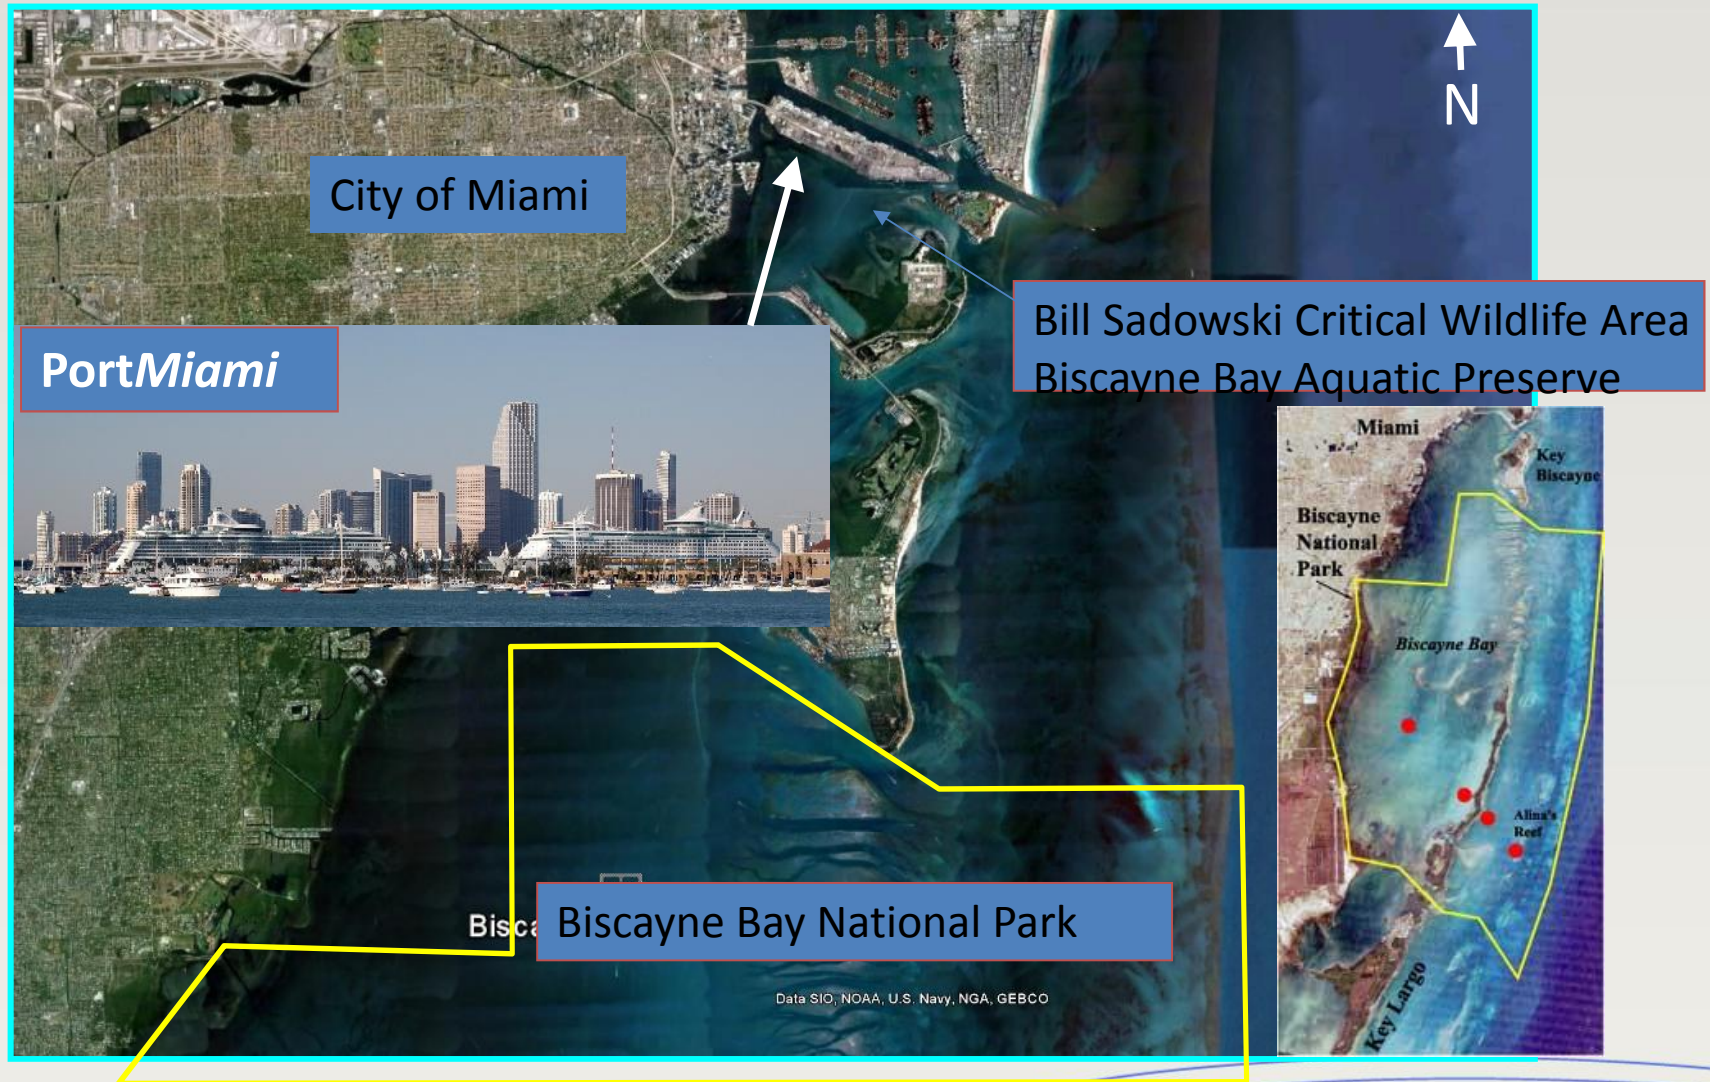 N
City of Miami
Bill Sadowski Critical Wildlife Area
Biscayne Bay Aquatic Preserve
PortMiami
Miami
Key
Biscayne
Biscayne
National
Park
Biscayne Bay
Alina's
Reef
Key Largo
Biscayne Bay National Park
Data SIO, NOAA, U.S. Navy, NGA, GEBCO